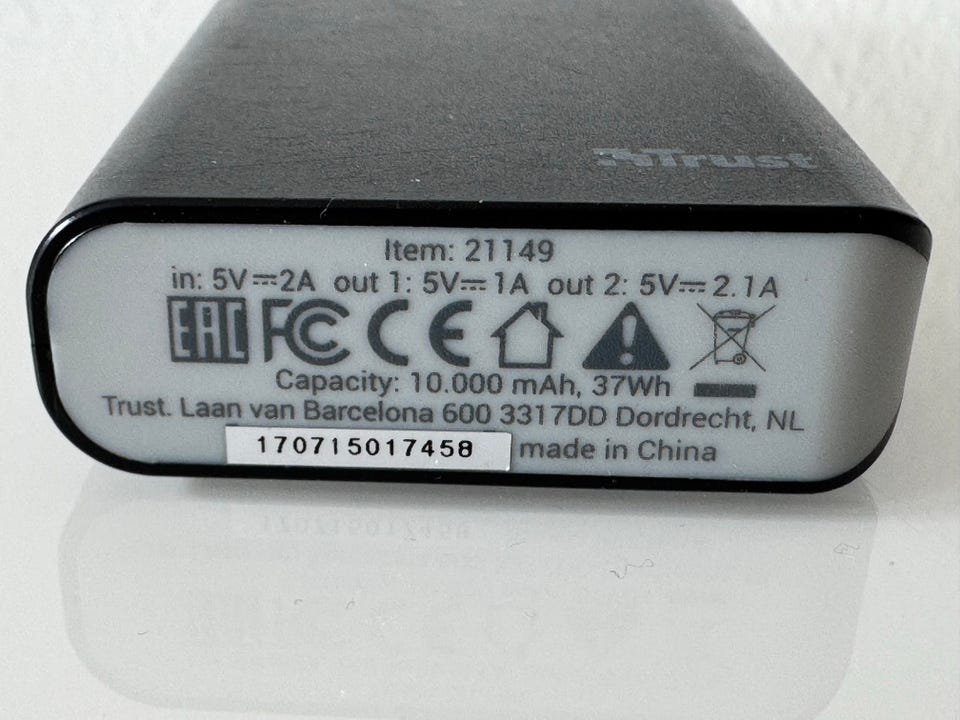 Trust
Item: 21149
in: 5V⎓2A out 1: 5V⎓1A out 2: 5V⎓2.1A
EAC FC CE
Capacity: 10.000 mAh, 37Wh
Trust. Laan van Barcelona 600 3317DD Dordrecht, NL
170715017458 made in China